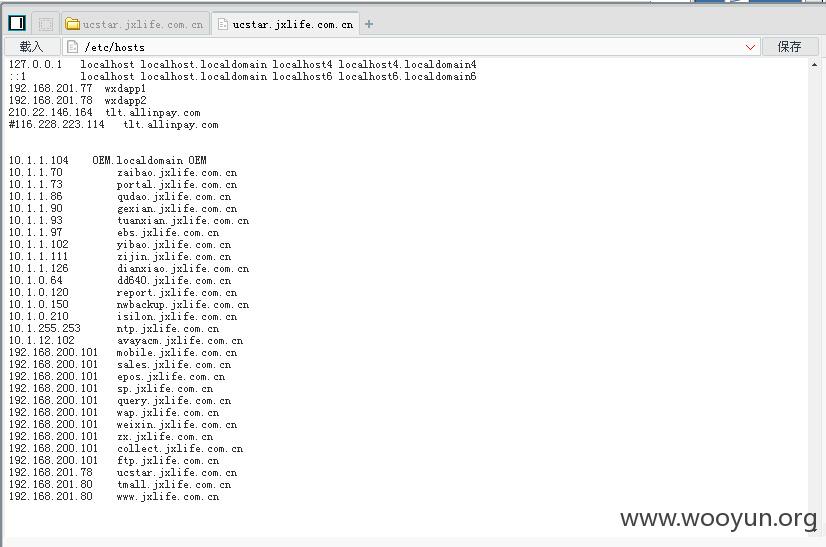 ucstar.jxlife.com.cn ucstar.jxlife.com.cn +
载入 /etc/hosts 保存
127.0.0.1 localhost localhost.localdomain localhost4 localhost4.localdomain4
::1 localhost localhost.localdomain localhost6 localhost6.localdomain6
192.168.201.77 wxdapp1
192.168.201.78 wxdapp2
210.22.146.164 tlt.allinpay.com
#116.228.223.114 tlt.allinpay.com
10.1.1.104 OEM.localdomain OEM
10.1.1.70 zaibao.jxlife.com.cn
10.1.1.73 portal.jxlife.com.cn
10.1.1.86 qudao.jxlife.com.cn
10.1.1.90 gexian.jxlife.com.cn
10.1.1.93 tuanxian.jxlife.com.cn
10.1.1.97 ebs.jxlife.com.cn
10.1.1.102 yibao.jxlife.com.cn
10.1.1.111 zijin.jxlife.com.cn
10.1.1.126 dianxiao.jxlife.com.cn
10.1.0.64 dd640.jxlife.com.cn
10.1.0.120 report.jxlife.com.cn
10.1.0.150 nwbackup.jxlife.com.cn
10.1.0.210 isilon.jxlife.com.cn
10.1.255.253 ntp.jxlife.com.cn
10.1.12.102 avayacm.jxlife.com.cn
192.168.200.101 mobile.jxlife.com.cn
192.168.200.101 sales.jxlife.com.cn
192.168.200.101 epos.jxlife.com.cn
192.168.200.101 sp.jxlife.com.cn
192.168.200.101 query.jxlife.com.cn
192.168.200.101 wap.jxlife.com.cn
192.168.200.101 weixin.jxlife.com.cn
192.168.200.101 zx.jxlife.com.cn
192.168.200.101 collect.jxlife.com.cn
192.168.200.101 ftp.jxlife.com.cn
192.168.201.78 ucstar.jxlife.com.cn
192.168.201.80 tmall.jxlife.com.cn
192.168.201.80 www.jxlife.com.cn
www.wooyun.org